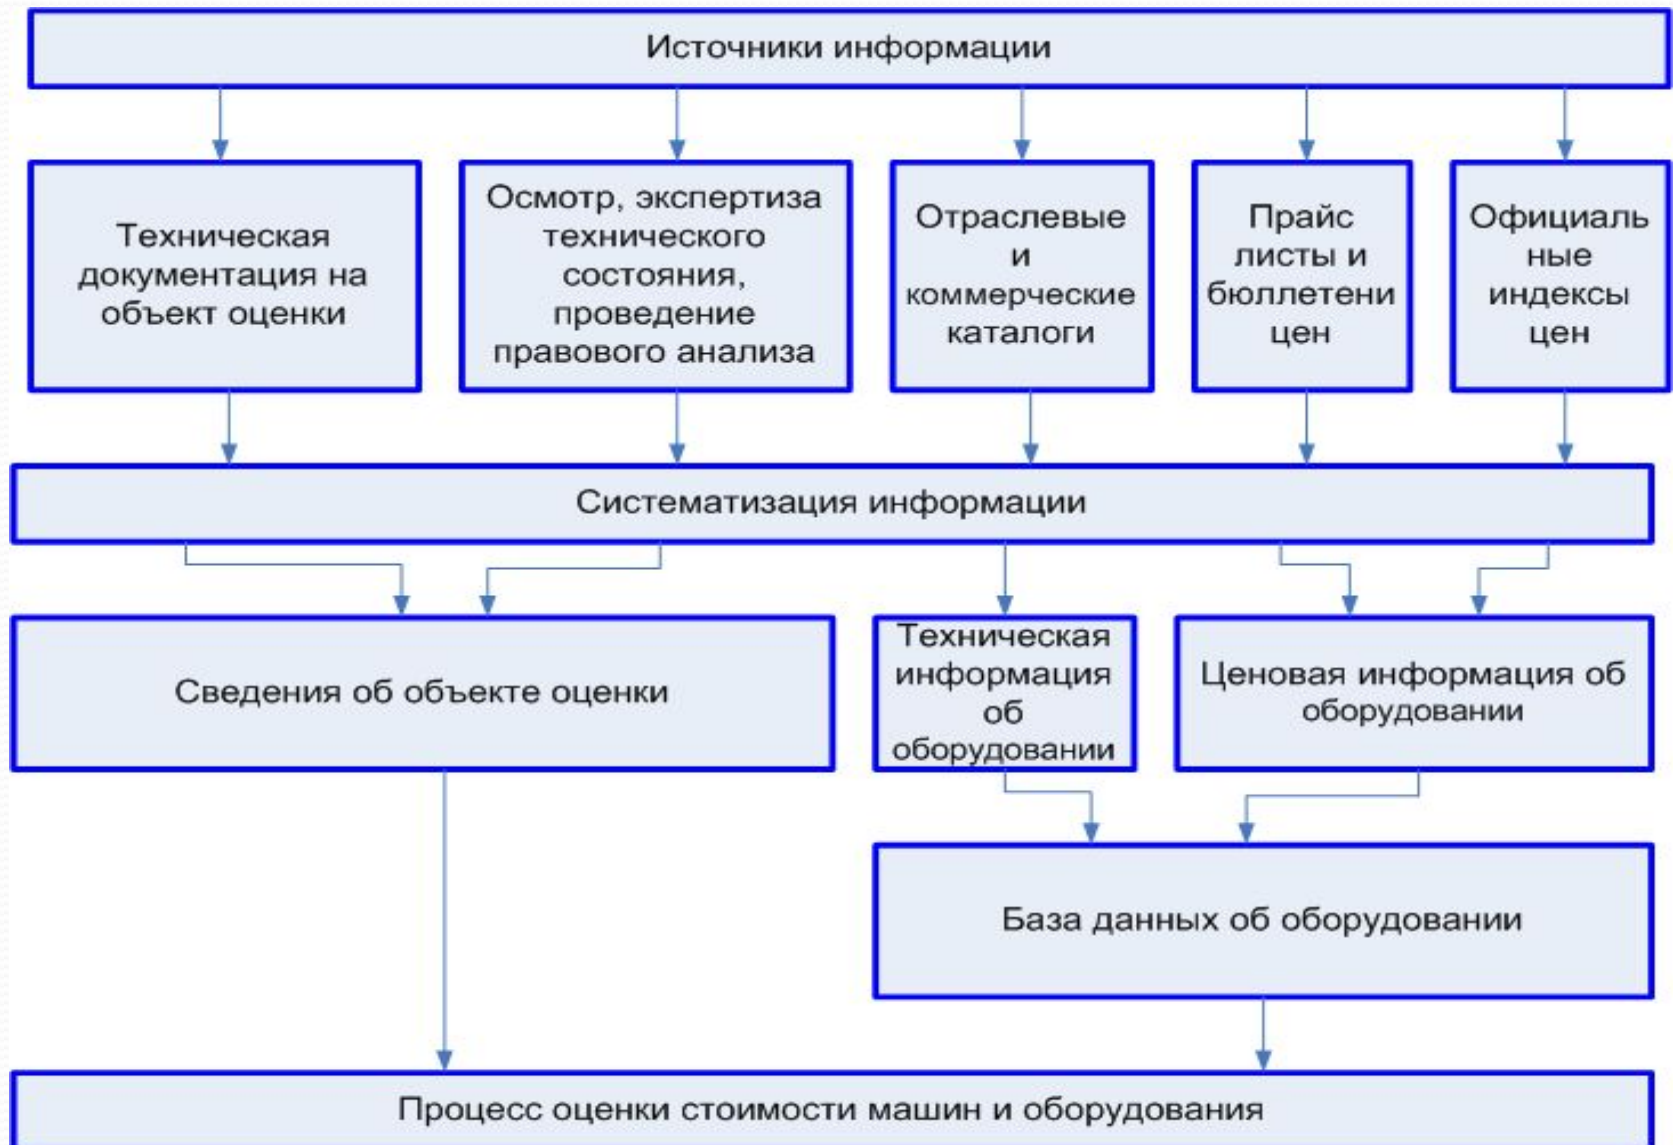 Источники информации
Техническая
документация на
объект оценки
Осмотр, экспертиза
технического
состояния,
проведение
правового анализа
Отраслевые
и
коммерческие
каталоги
Прайс
листы и
бюллетени
цен
Официаль
ные
индексы
цен
Систематизация информации
Сведения об объекте оценки
Техническая
информация
об
оборудовании
Ценовая информация об
оборудовании
База данных об оборудовании
Процесс оценки стоимости машин и оборудования